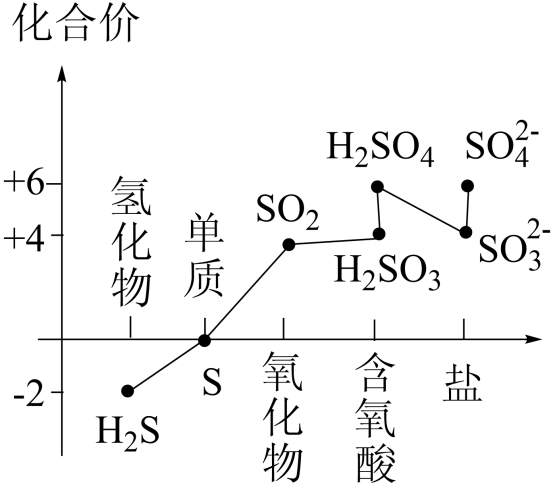 化合价
H₂SO₄
SO₄²⁻
+6
氢化物
单质
SO₂
+4
H₂SO₃
SO₃²⁻
-2
H₂S
S
氧化物
含氧酸
盐